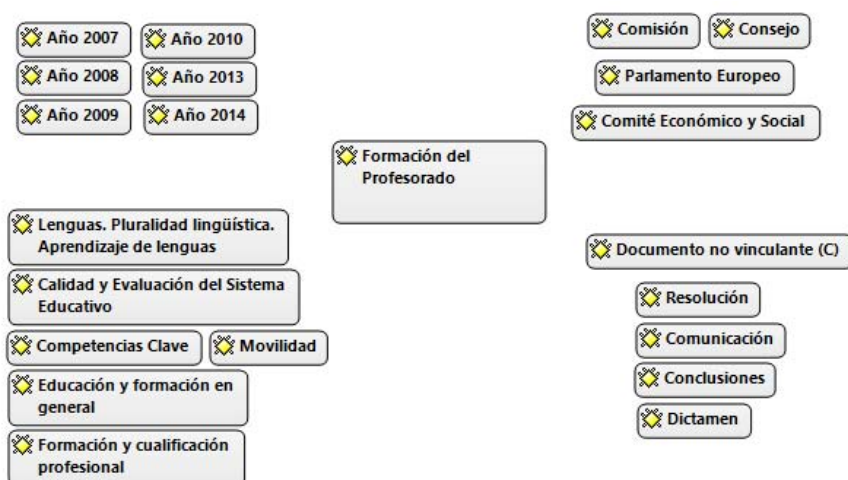 Año 2007
Año 2010
Año 2008
Año 2013
Año 2009
Año 2014
Comisión
Consejo
Parlamento Europeo
Comité Económico y Social
Formación del
Profesorado
Lenguas. Pluralidad lingüística.
Aprendizaje de lenguas
Calidad y Evaluación del Sistema
Educativo
Competencias Clave
Movilidad
Educación y formación en
general
Formación y cualificación
profesional
Documento no vinculante (C)
Resolución
Comunicación
Conclusiones
Dictamen